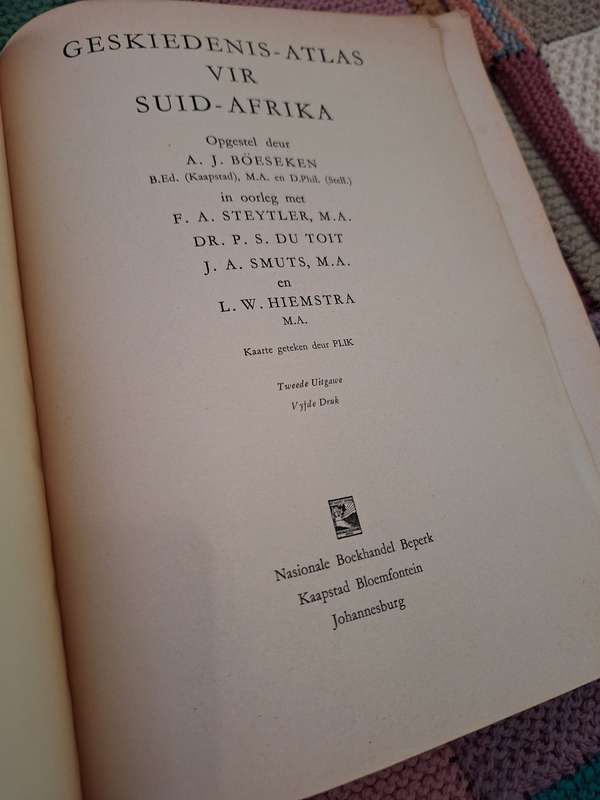 GESKIEDENIS-ATLAS
VIR
SUID-AFRIKA
Opgestel deur
A. J. BÖESEKEN
B.Ed. (Kaapstad), M.A. en D.Phil. (Stell.)
in oorleg met
F. A. STEYTLER, M.A.
DR. P. S. DU TOIT
J. A. SMUTS, M.A.
en
L. W. HIEMSTRA
M.A.
Kaarte geteken deur PLIK
Tweede Uitgawe
Vyfde Druk
Nasionale Boekhandel Beperk
Kaapstad Bloemfontein
Johannesburg